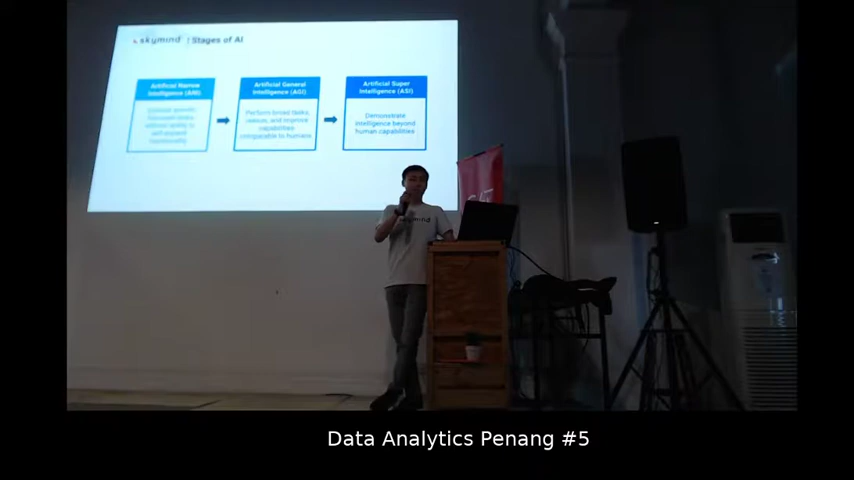 skymind | Stages of AI
Artificial Narrow
Intelligence (ANI)
Artificial General
Intelligence (AGI)
Perform broad tasks,
reason, and improve
capabilities
comparable to humans
Artificial Super
Intelligence (ASI)
Demonstrate
intelligence beyond
human capabilities
skymind
Data Analytics Penang #5